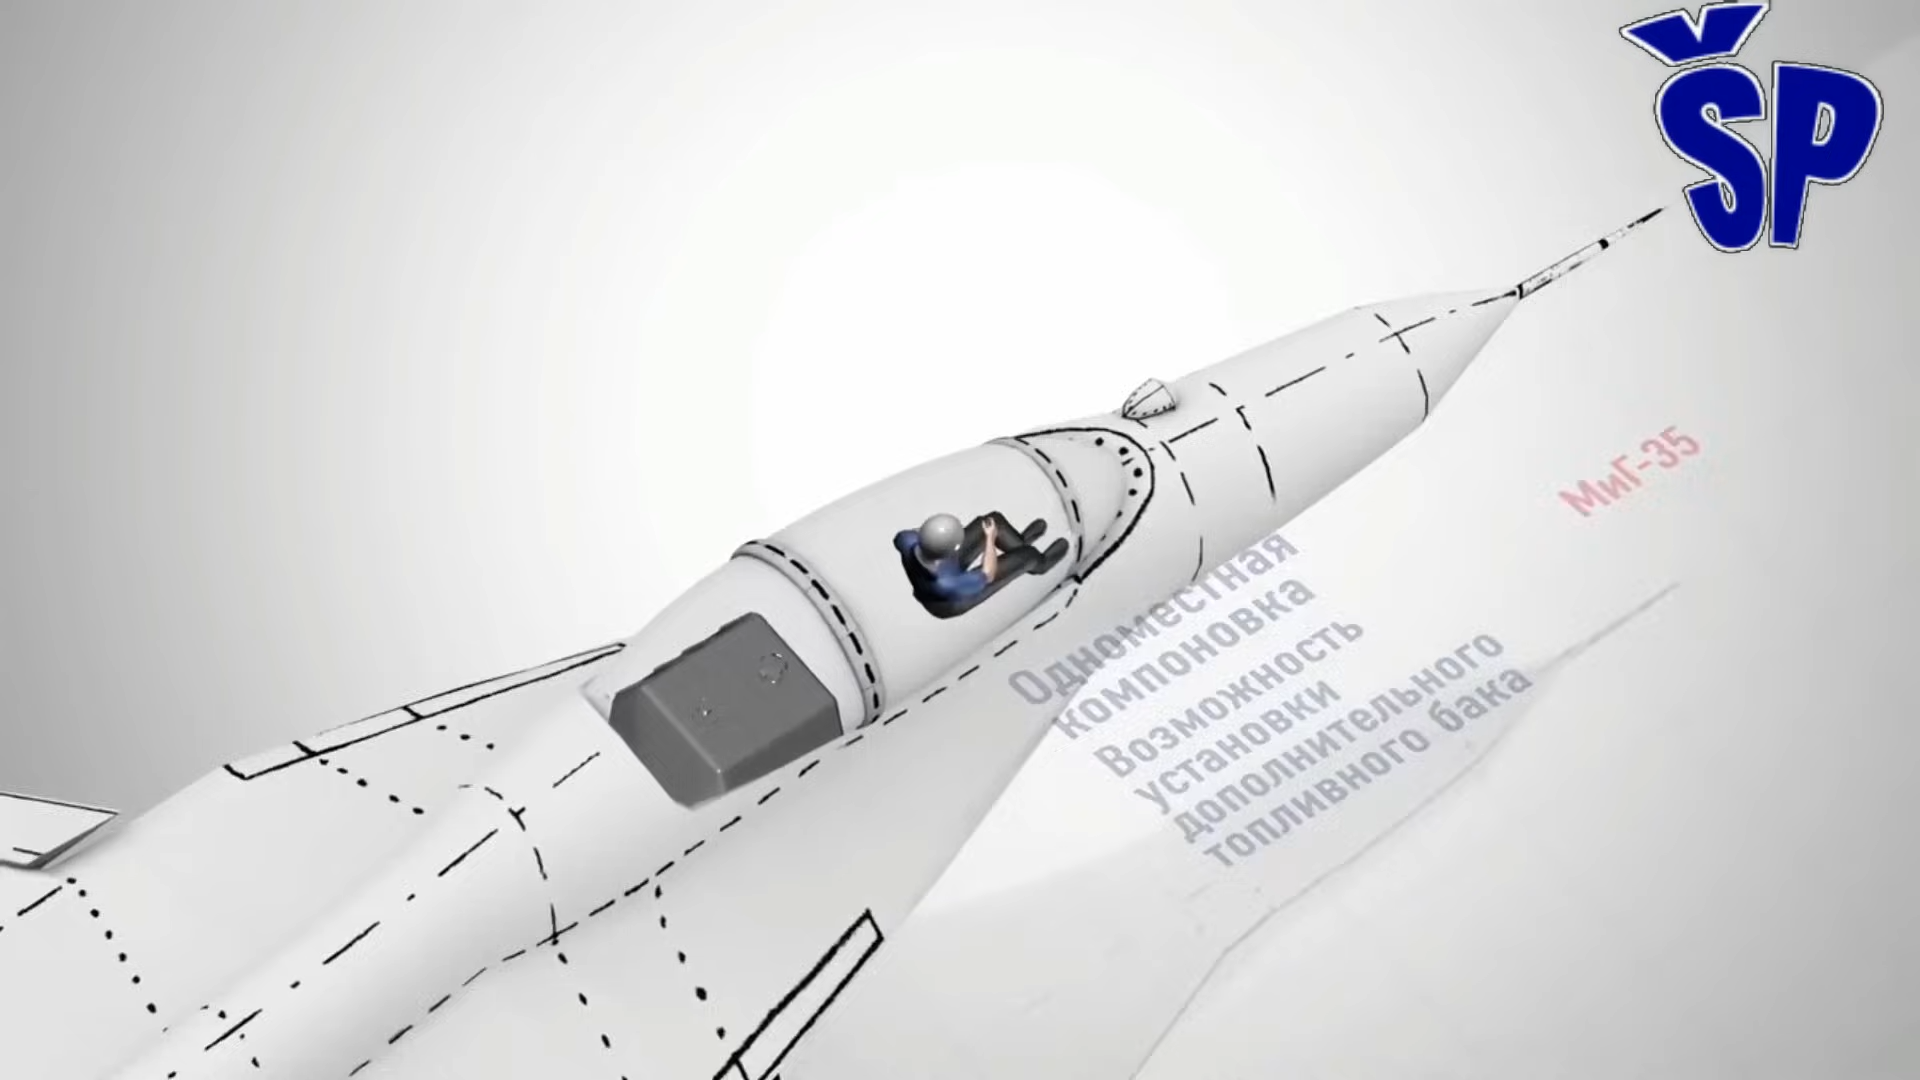 ŠP
МиГ-35
Одноместная
компоновка
Возможность
установки
дополнительного
топливного бака